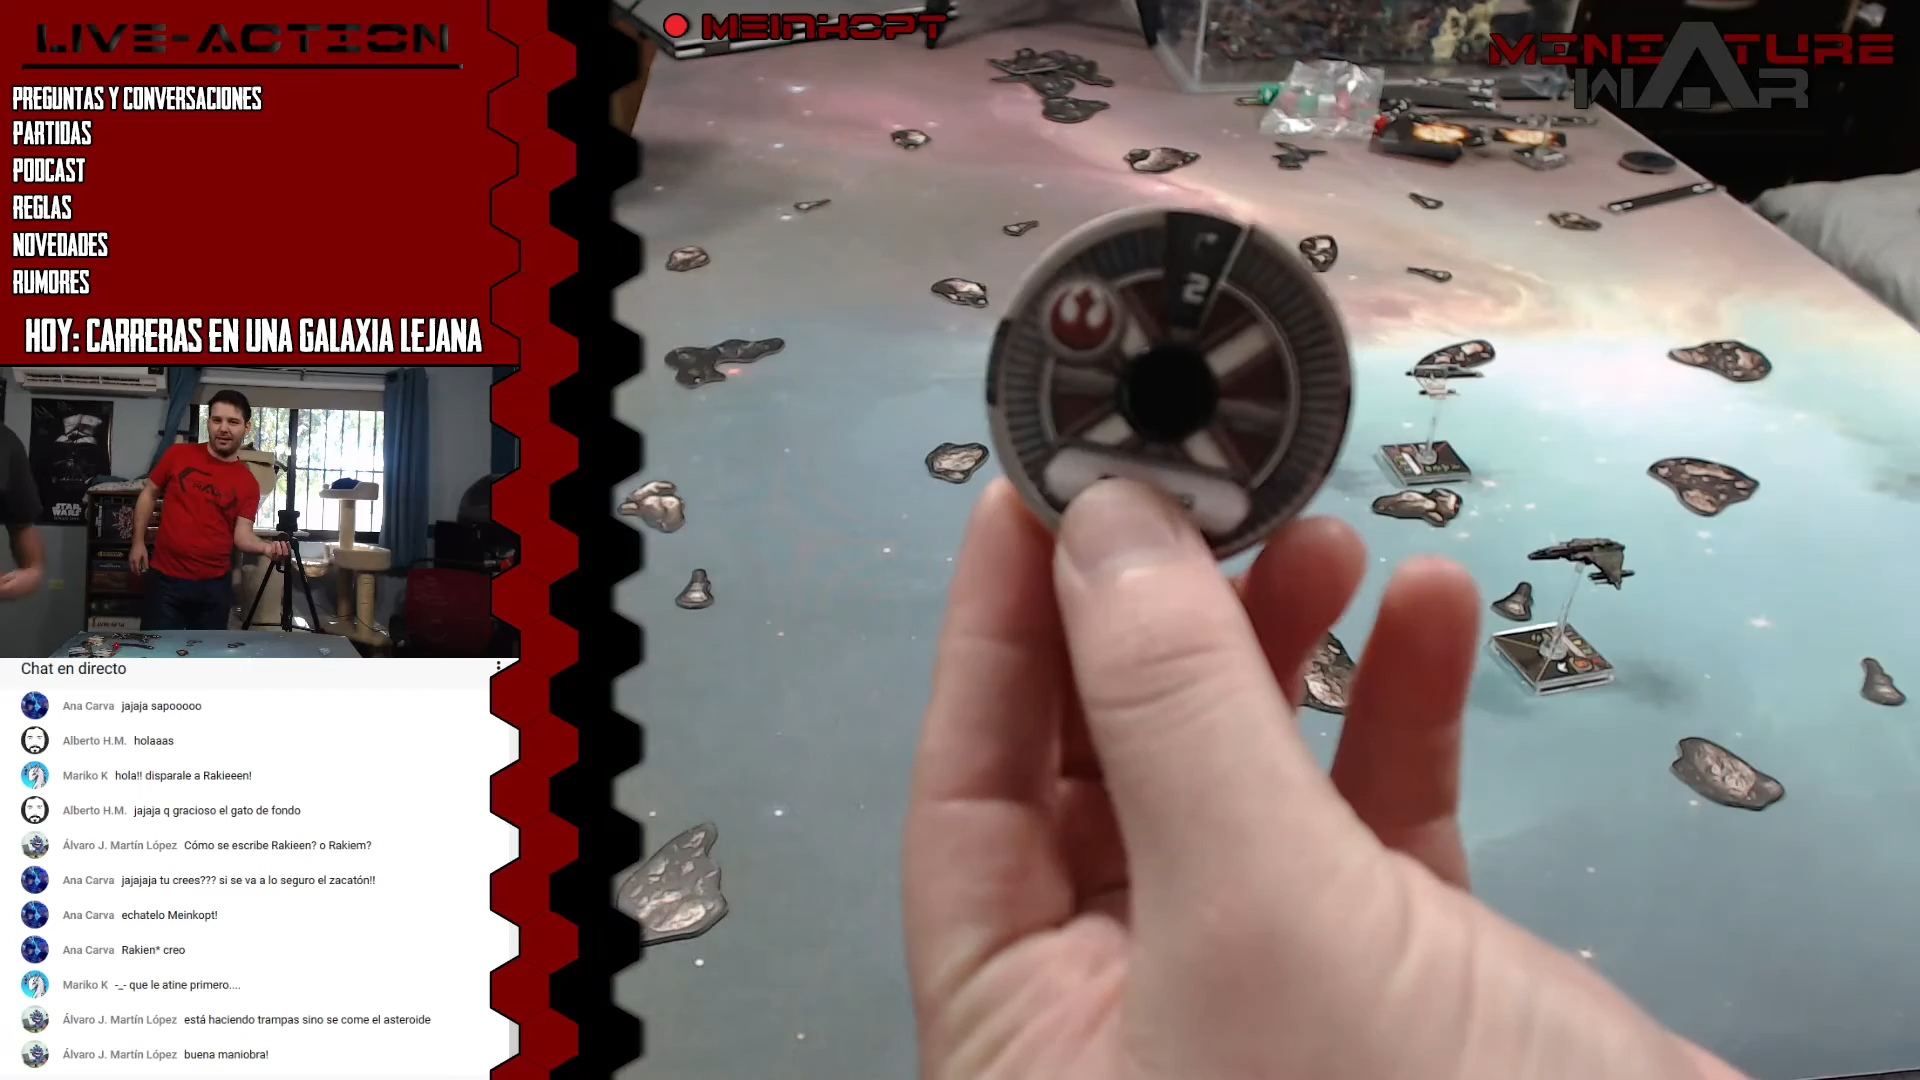 LIVE-ACTION
PREGUNTAS Y CONVERSACIONES
PARTIDAS
PODCAST
REGLAS
NOVEDADES
RUMORES
HOY: CARRERAS EN UNA GALAXIA LEJANA
MEINKOPT
MINIATURE
WAR
2
STAR
WARS
Chat en directo
Ana Carva jajaja sapooooo
Alberto H.M. holaaas
Mariko K hola!! disparale a Rakieeen!
Alberto H.M. jajaja q gracioso el gato de fondo
Álvaro J. Martín López Cómo se escribe Rakieen? o Rakiem?
Ana Carva jajajaja tu crees??? si se va a lo seguro el zacatón!!
Ana Carva echatelo Meinkopt!
Ana Carva Rakien* creo
Mariko K -_- que le atine primero....
Álvaro J. Martín López está haciendo trampas sino se come el asteroide
Álvaro J. Martín López buena maniobra!